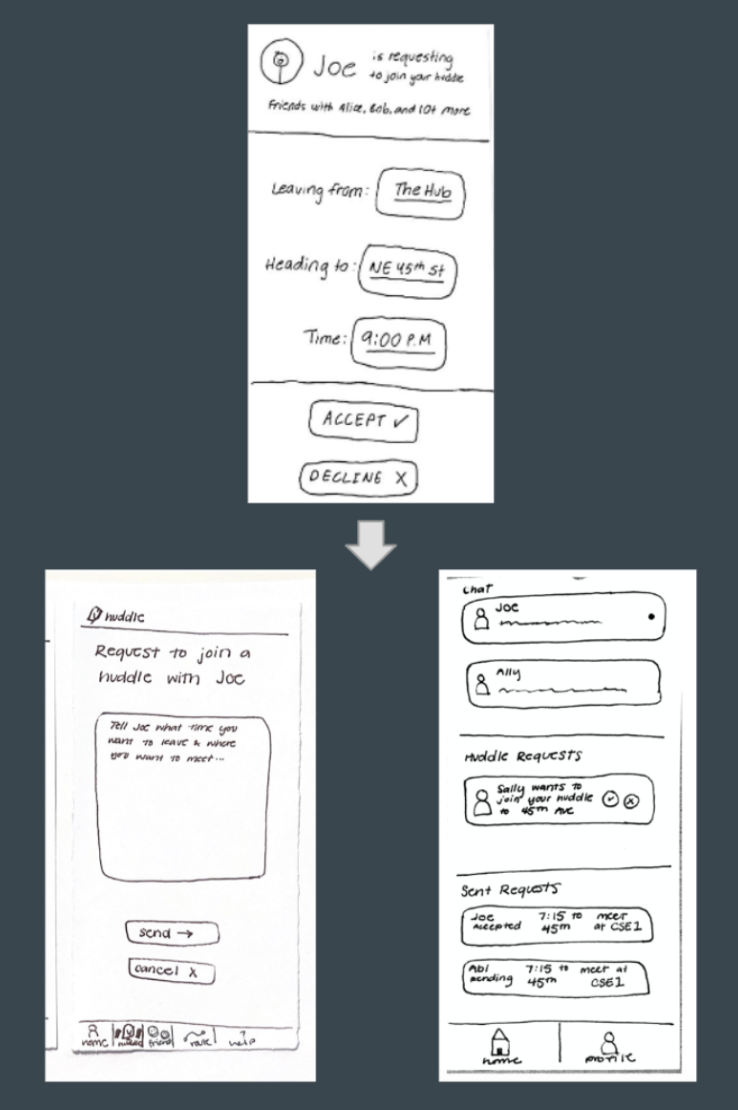 Joe is requesting
to join your huddle
Friends with Alice, Bob, and 10+ more
Leaving from: The Hub
Heading to: NE 45th St
Time: 9:00 P.M
ACCEPT ✓
DECLINE X
huddle
Request to join a
huddle with Joe
Tell Joe what time you
want to leave & where
you want to meet...
send →
cancel X
home
friend
route
?
help
Chat
Joe
Ally
Huddle Requests
Sally wants to
join your huddle
to 45th Ave
Sent Requests
Joe 7:15 to meet
Accepted 45th at CSE1
Abi 7:15 to meet at
pending 45th CSE1
home
profile